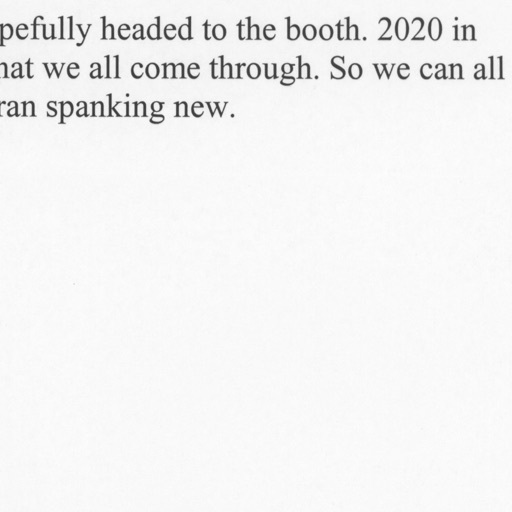 pefully headed to the booth. 2020 in
hat we all come through. So we can all
ran spanking new.